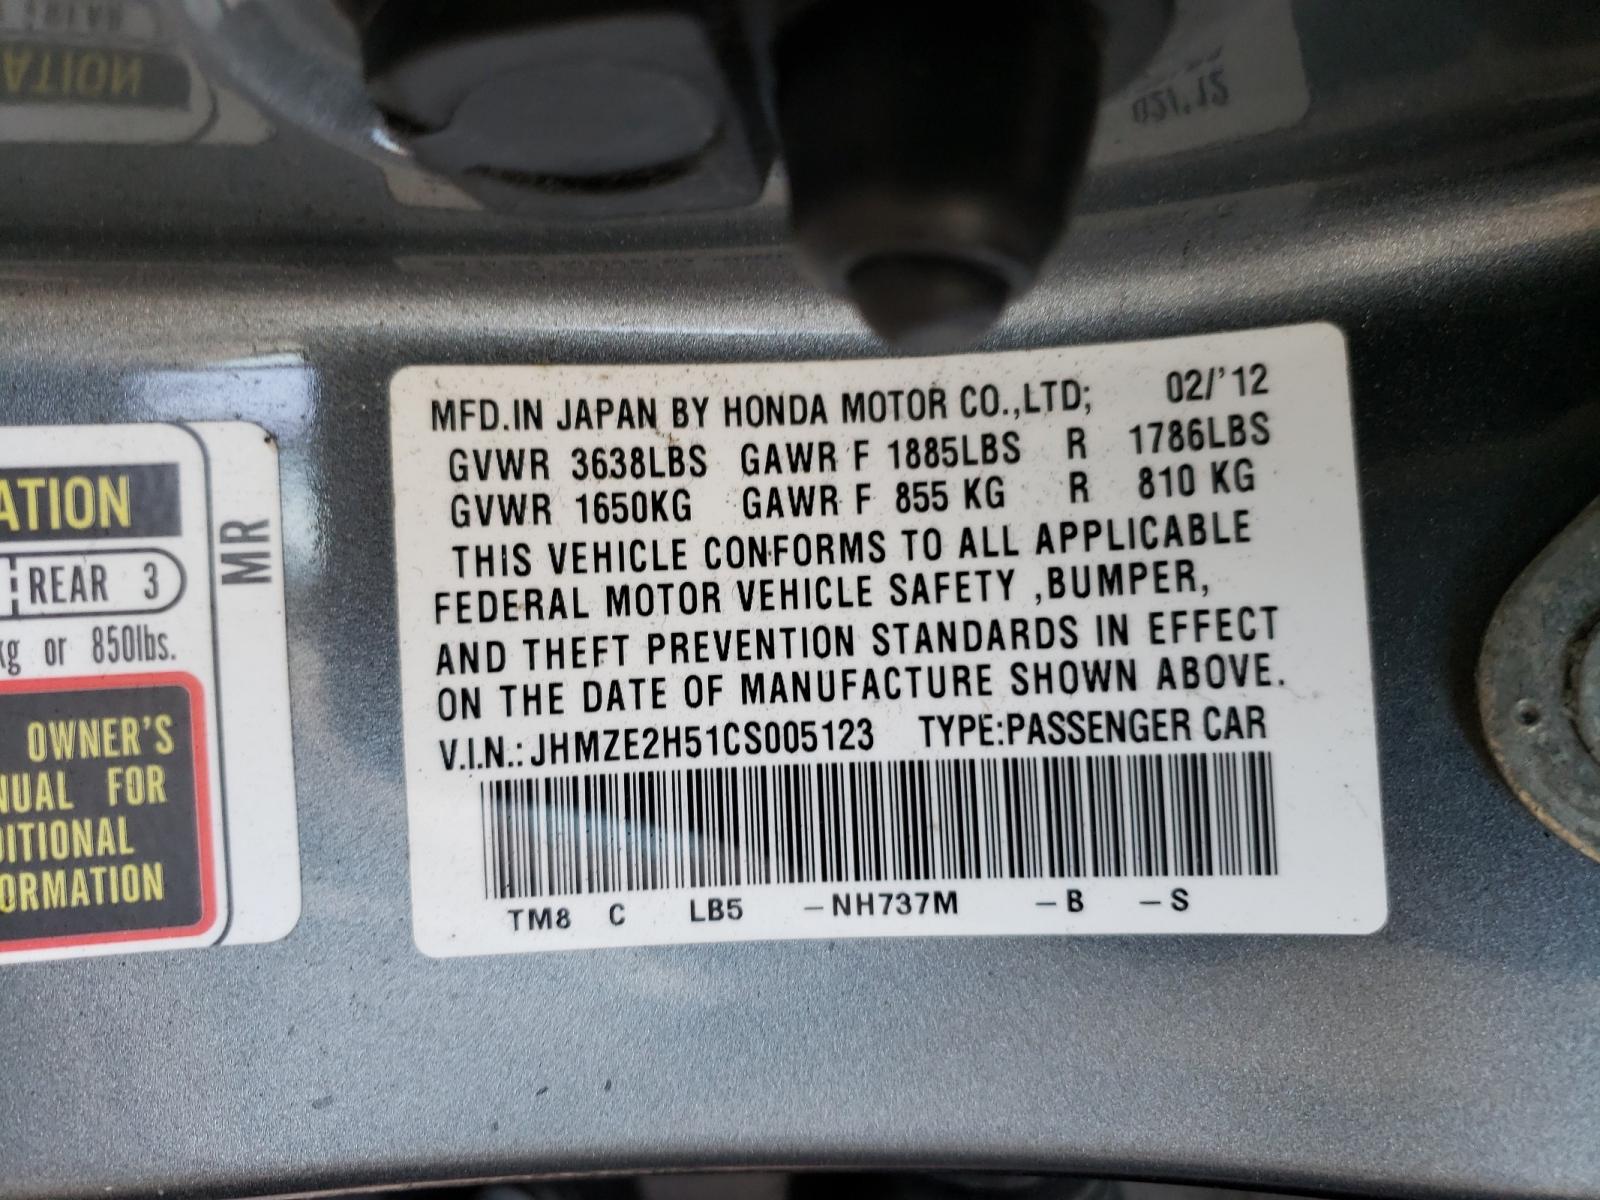 MFD.IN JAPAN BY HONDA MOTOR CO.,LTD; 02/'12
GVWR 3638LBS GAWR F 1885LBS R 1786LBS
GVWR 1650KG GAWR F 855 KG R 810 KG
THIS VEHICLE CONFORMS TO ALL APPLICABLE
FEDERAL MOTOR VEHICLE SAFETY ,BUMPER,
AND THEFT PREVENTION STANDARDS IN EFFECT
ON THE DATE OF MANUFACTURE SHOWN ABOVE.
V.I.N.: JHMZE2H51CS005123 TYPE:PASSENGER CAR
TM8 C LB5 –NH737M –B –S
ATION
REAR 3
kg or 850lbs.
MR
OWNER'S
NUAL FOR
DITIONAL
ORMATION